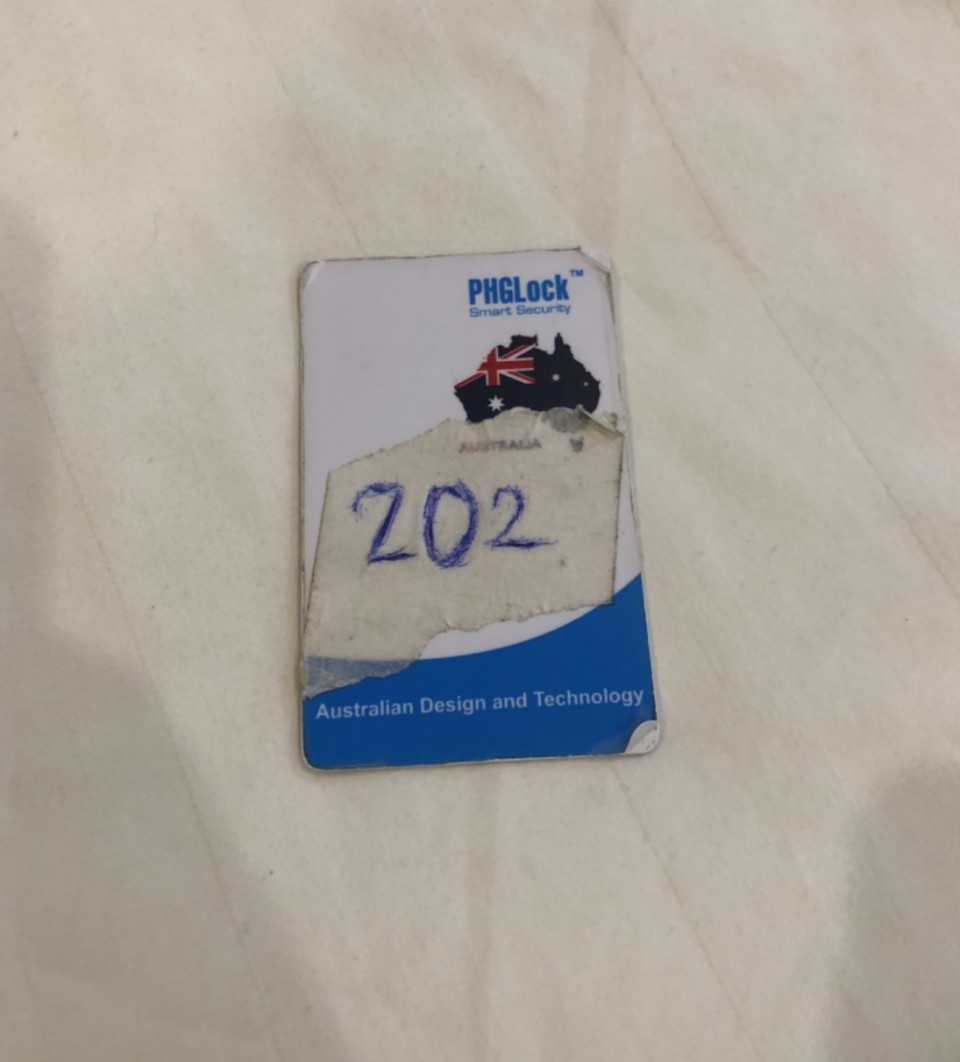 PHGLock™
Smart Security
AUSTRALIA
202
Australian Design and Technology